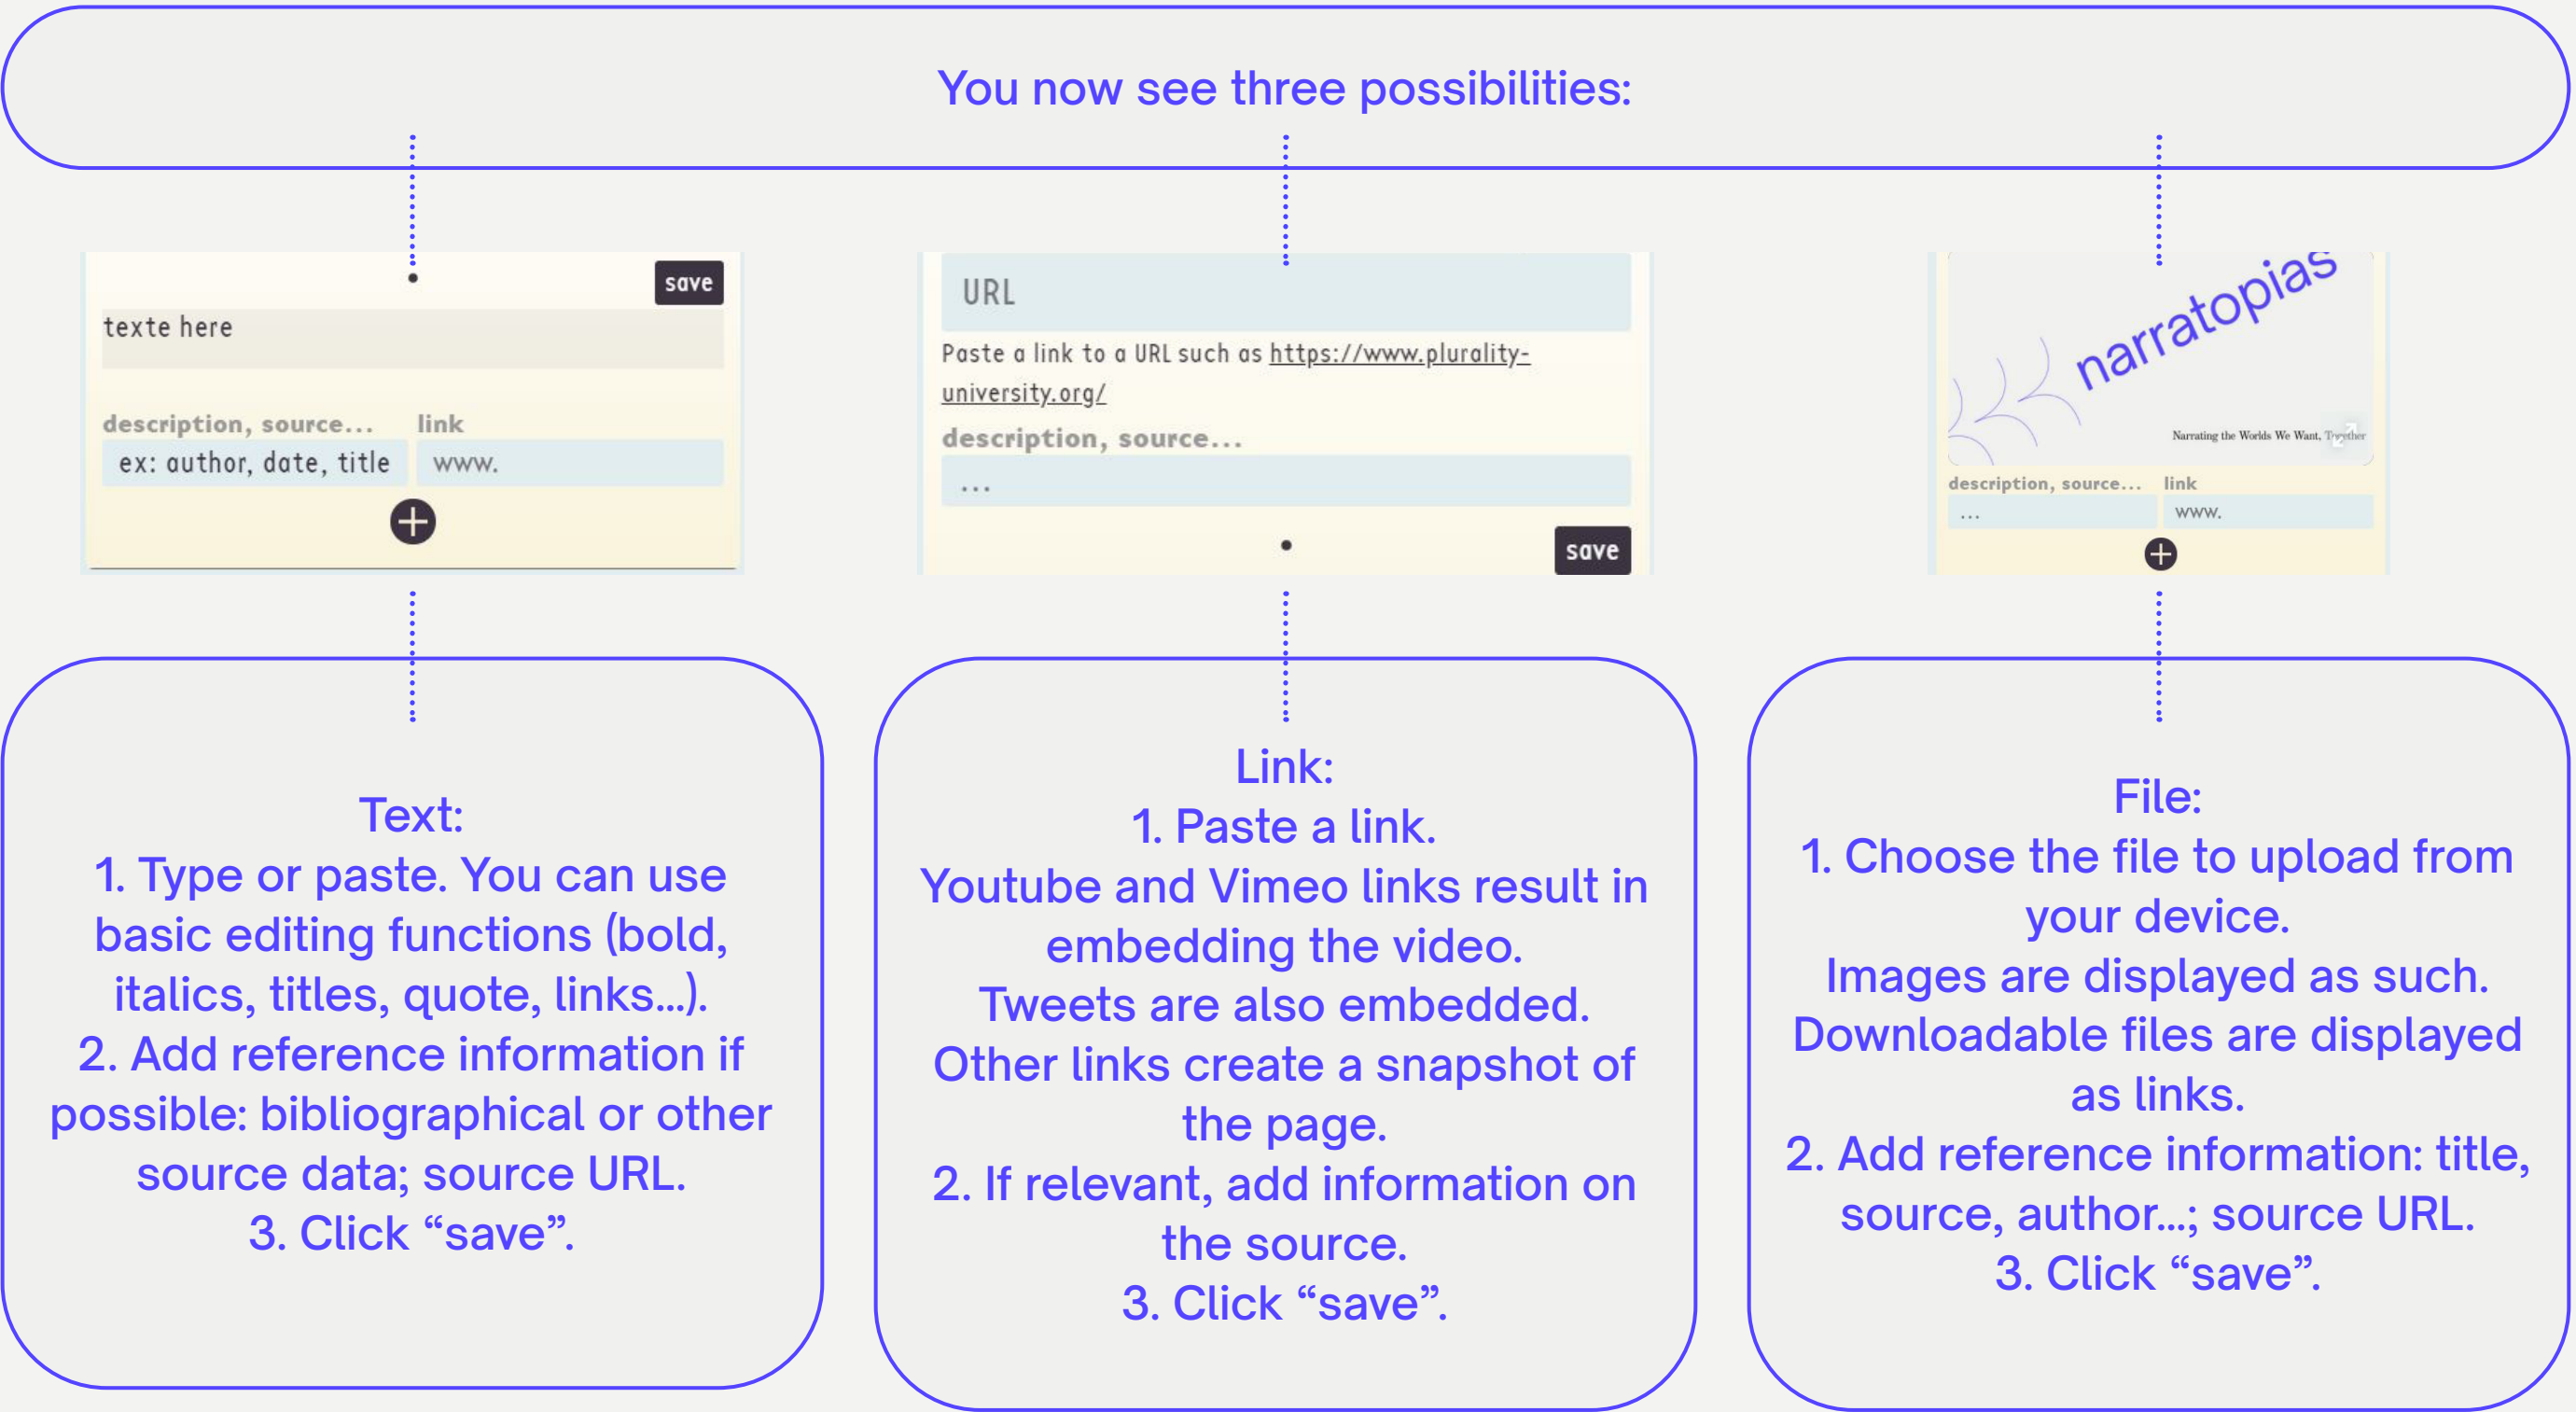 You now see three possibilities:
save
texte here
description, source... link
ex: author, date, title www.
URL
Paste a link to a URL such as https://www.plurality-
university.org/
description, source...
...
save
narratopias
Narrating the Worlds We Want, Together
description, source... link
... www.
Text:
1. Type or paste. You can use
basic editing functions (bold,
italics, titles, quote, links...).
2. Add reference information if
possible: bibliographical or other
source data; source URL.
3. Click “save”.
Link:
1. Paste a link.
Youtube and Vimeo links result in
embedding the video.
Tweets are also embedded.
Other links create a snapshot of
the page.
2. If relevant, add information on
the source.
3. Click “save”.
File:
1. Choose the file to upload from
your device.
Images are displayed as such.
Downloadable files are displayed
as links.
2. Add reference information: title,
source, author...; source URL.
3. Click “save”.